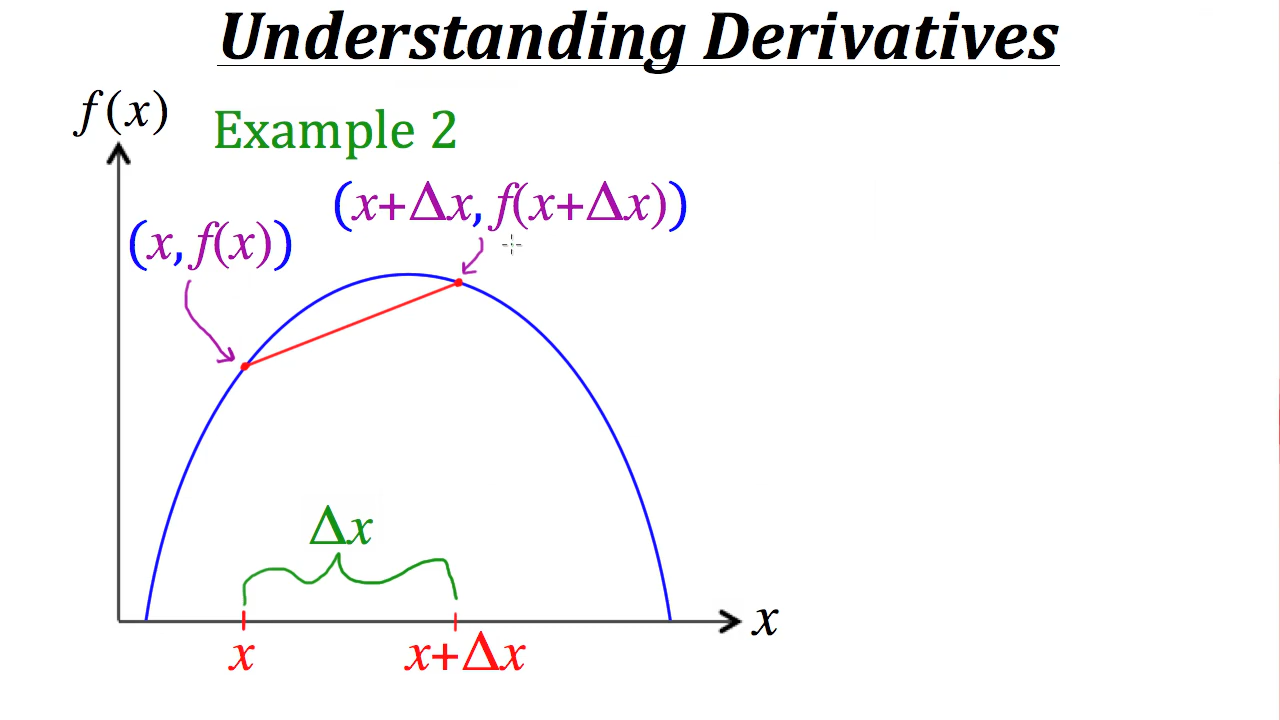 Understanding Derivatives
f(x)
Example 2
(x+Δx, f(x+Δx))
(x, f(x))
Δx
x
x
x+Δx